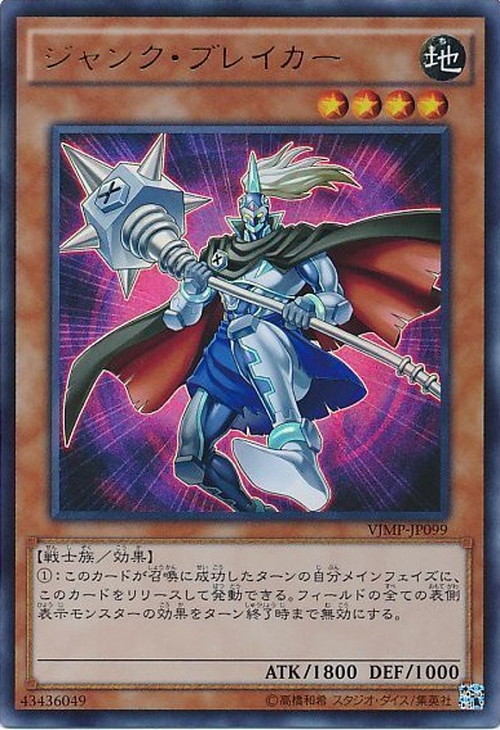 ジャンク・ブレイカー
地
VJMP-JP099
【戦士族／効果】
①：このカードが召喚に成功したターンの自分メインフェイズに、
このカードをリリースして発動できる。フィールドの全ての表側
表示モンスターの効果をターン終了時まで無効にする。
ATK/1800 DEF/1000
43436049
©高橋和希 スタジオ・ダイス/集英社